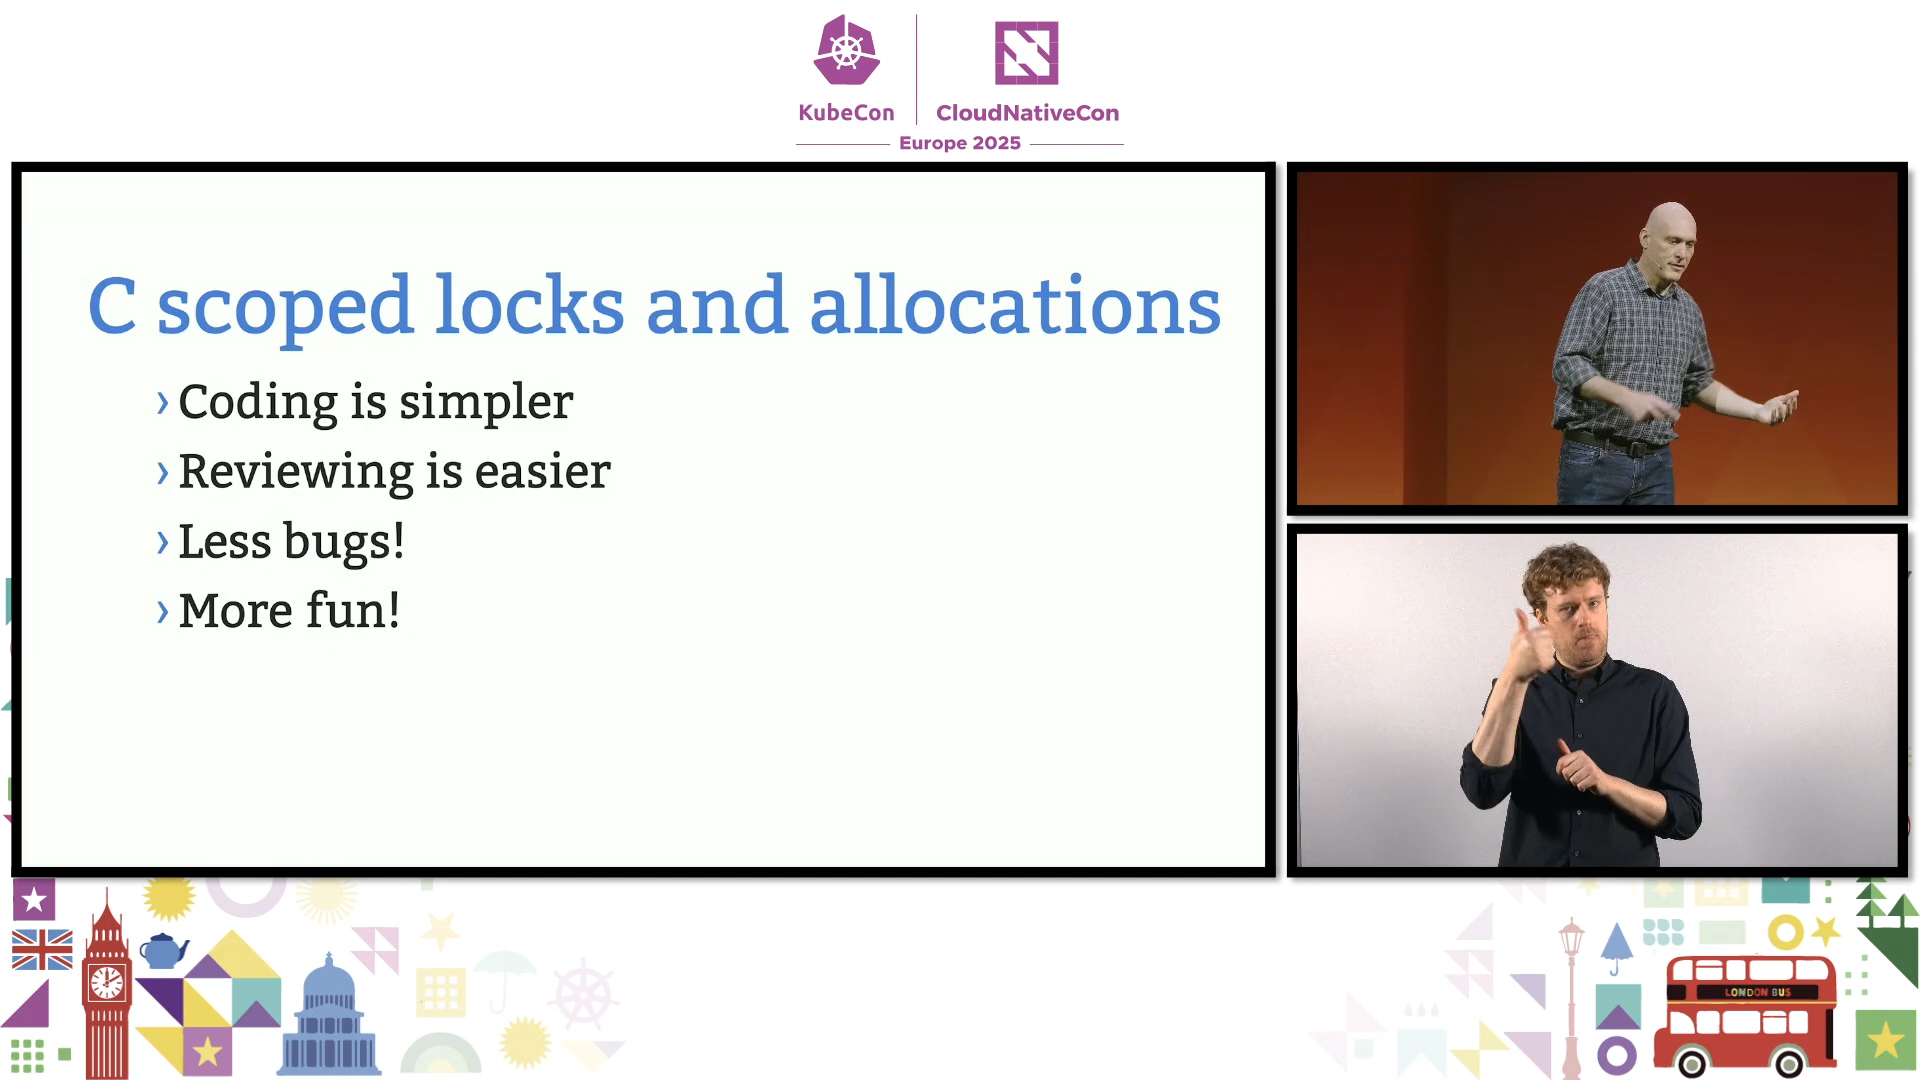 KubeCon
CloudNativeCon
Europe 2025
C scoped locks and allocations
› Coding is simpler
› Reviewing is easier
› Less bugs!
› More fun!
LONDON BUS